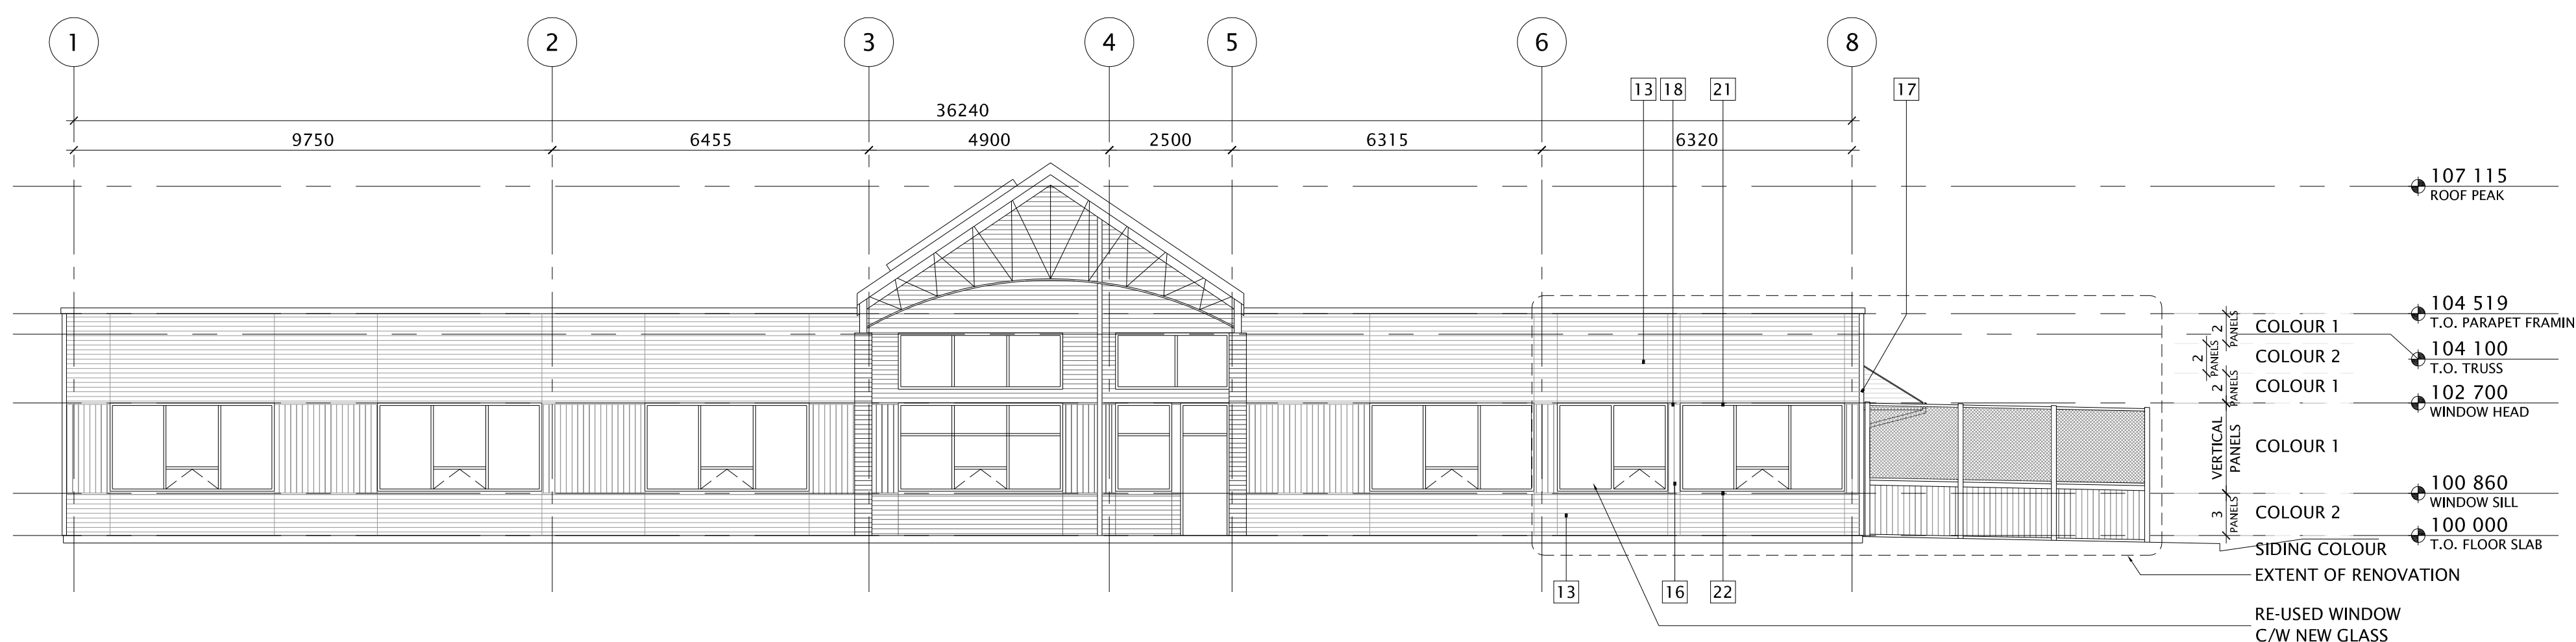 1 2 3 4 5 6 8
13 18 21 17
36240
9750 6455 4900 2500 6315 6320
107 115
ROOF PEAK
104 519
T.O. PARAPET FRAMIN
2 PANELS COLOUR 1
104 100
T.O. TRUSS
2 PANELS COLOUR 2
2 PANELS COLOUR 1
102 700
WINDOW HEAD
VERTICAL PANELS COLOUR 1
100 860
WINDOW SILL
3 PANELS COLOUR 2
100 000
T.O. FLOOR SLAB
SIDING COLOUR
EXTENT OF RENOVATION
13 16 22
RE-USED WINDOW
C/W NEW GLASS